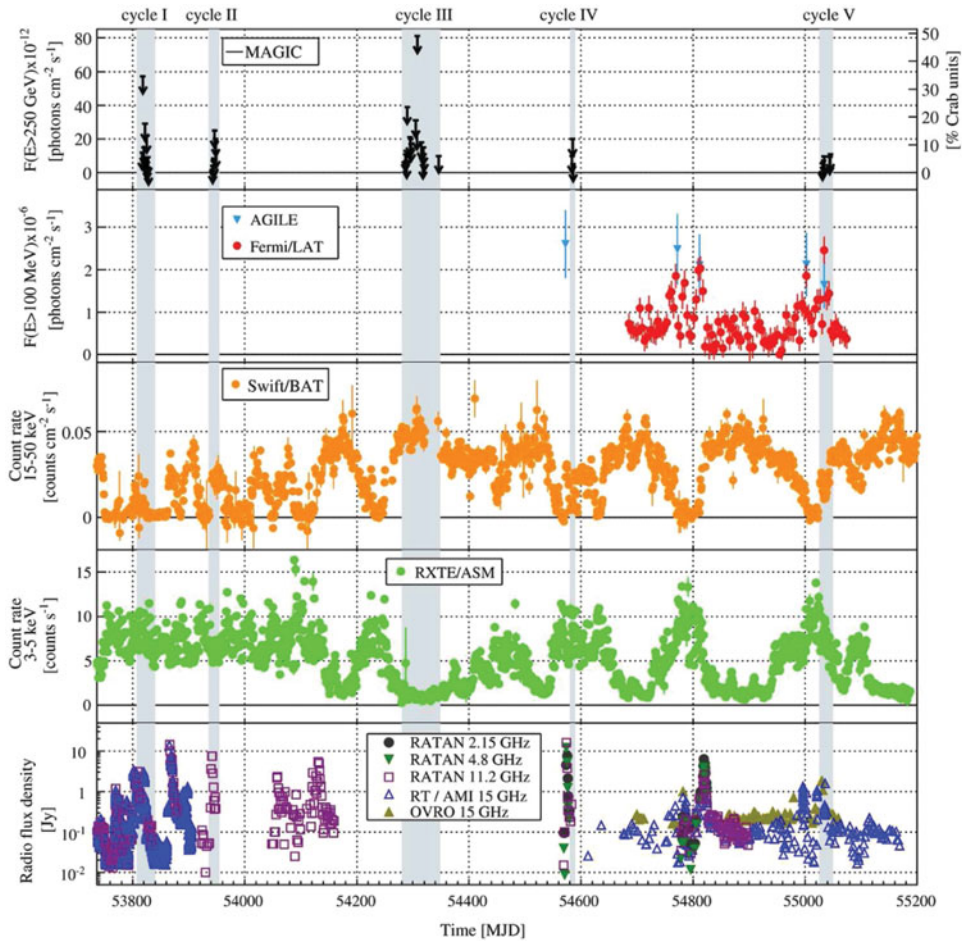 cycle I cycle II cycle III cycle IV cycle V
F(E>250 GeV)x10-12
[photons cm-2 s-1]
80
60
40
20
0
MAGIC
50
40
30
20
10
0
[% Crab units]
F(E>100 MeV)x10-6
[photons cm-2 s-1]
3
2
1
0
AGILE
Fermi/LAT
Count rate
15-50 keV
[counts cm-2 s-1]
0.05
0
Swift/BAT
Count rate
3-5 keV
[counts s-1]
15
10
5
0
RXTE/ASM
Radio flux density
[Jy]
10
1
10-1
10-2
RATAN 2.15 GHz
RATAN 4.8 GHz
RATAN 11.2 GHz
RT / AMI 15 GHz
OVRO 15 GHz
53800 54000 54200 54400 54600 54800 55000 55200
Time [MJD]